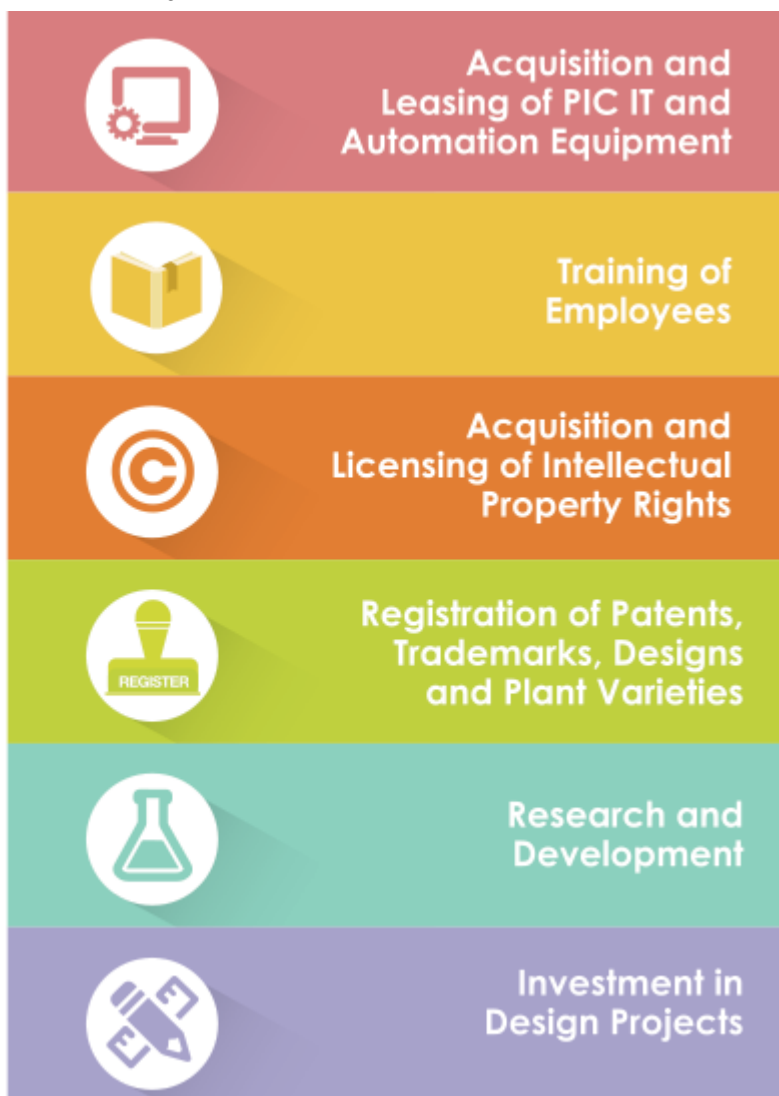 Acquisition and
Leasing of PIC IT and
Automation Equipment
Training of
Employees
©
Acquisition and
Licensing of Intellectual
Property Rights
REGISTER
Registration of Patents,
Trademarks, Designs
and Plant Varieties
Research and
Development
Investment in
Design Projects